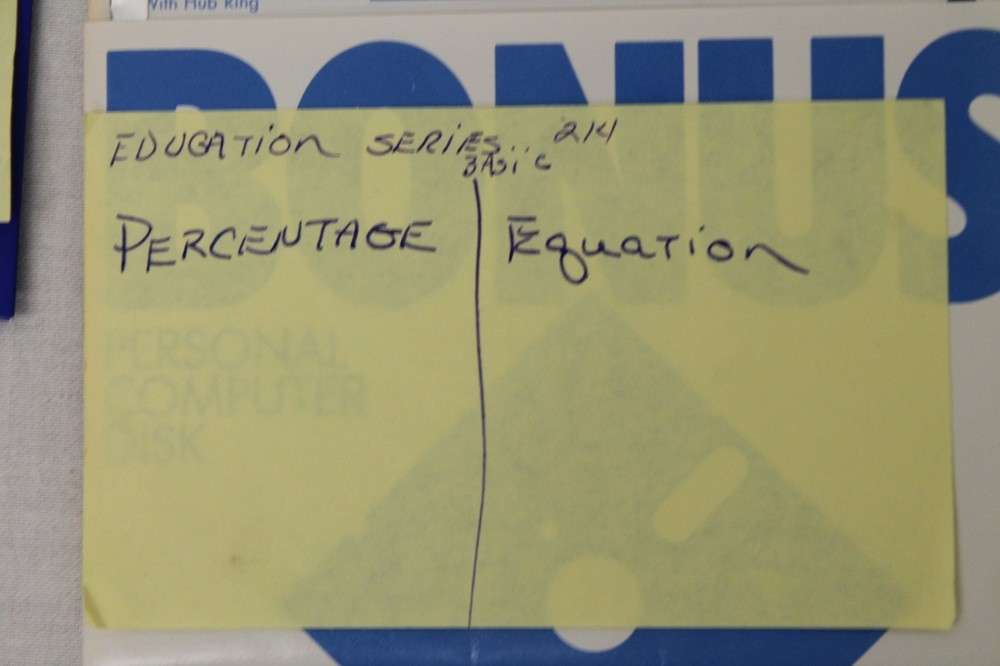 With Hub Ring
BONUS
EDUCATION SERIES 214
BASiC
PERCENTAGE
Equation
PERSONAL
COMPUTER
DISK